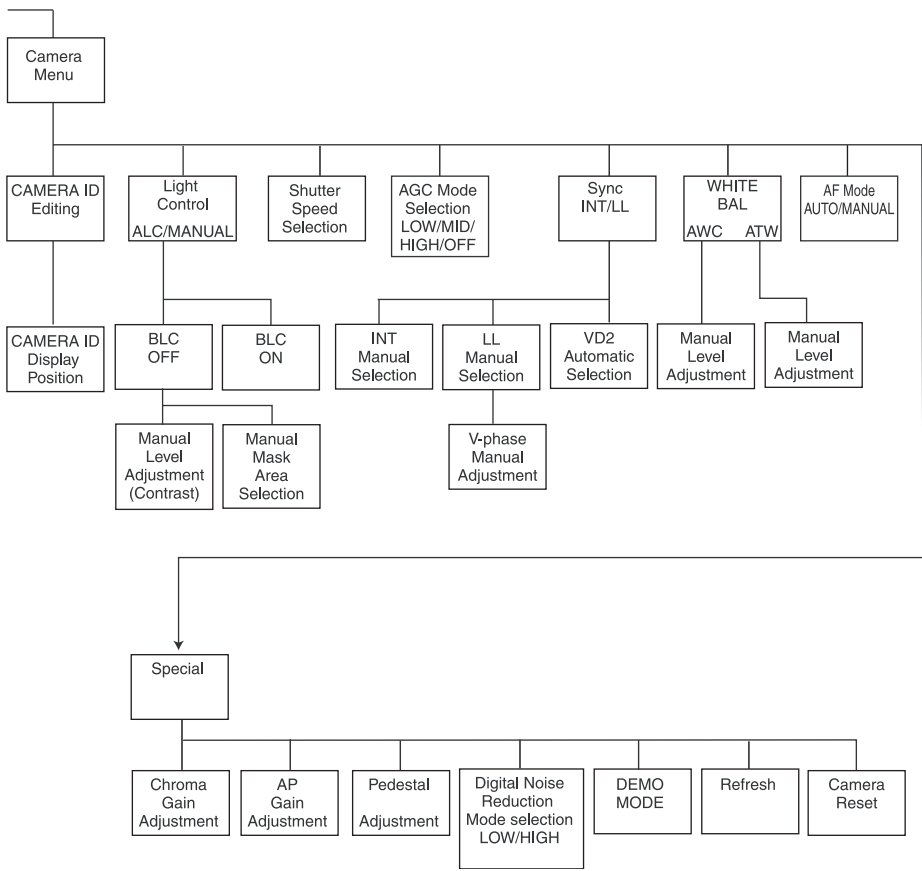 Camera
Menu
CAMERA ID
Editing
Light
Control
ALC/MANUAL
Shutter
Speed
Selection
AGC Mode
Selection
LOW/MID/
HIGH/OFF
Sync
INT/LL
WHITE
BAL
AWC ATW
AF Mode
AUTO/MANUAL
CAMERA ID
Display
Position
BLC
OFF
BLC
ON
INT
Manual
Selection
LL
Manual
Selection
VD2
Automatic
Selection
Manual
Level
Adjustment
Manual
Level
Adjustment
Manual
Level
Adjustment
(Contrast)
Manual
Mask
Area
Selection
V-phase
Manual
Adjustment
Special
Chroma
Gain
Adjustment
AP
Gain
Adjustment
Pedestal
Adjustment
Digital Noise
Reduction
Mode selection
LOW/HIGH
DEMO
MODE
Refresh
Camera
Reset